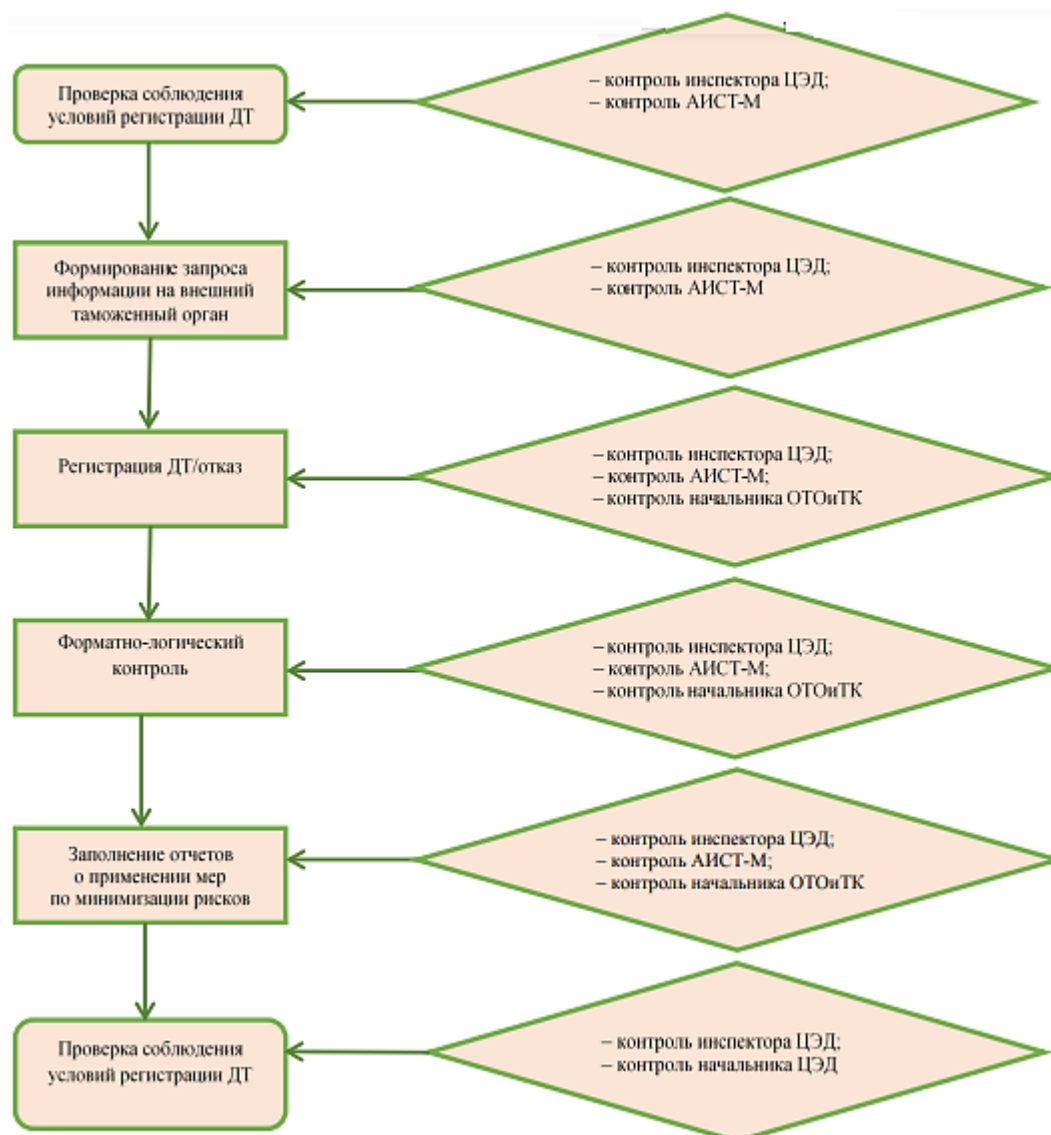 Проверка соблюдения
условий регистрации ДТ
– контроль инспектора ЦЭД;
– контроль АИСТ-М
Формирование запроса
информации на внешний
таможенный орган
– контроль инспектора ЦЭД;
– контроль АИСТ-М
Регистрация ДТ/отказ
– контроль инспектора ЦЭД;
– контроль АИСТ-М;
– контроль начальника ОТОиТК
Форматно-логический
контроль
– контроль инспектора ЦЭД;
– контроль АИСТ-М;
– контроль начальника ОТОиТК
Заполнение отчетов
о применении мер
по минимизации рисков
– контроль инспектора ЦЭД;
– контроль АИСТ-М;
– контроль начальника ОТОиТК
Проверка соблюдения
условий регистрации ДТ
– контроль инспектора ЦЭД;
– контроль начальника ЦЭД